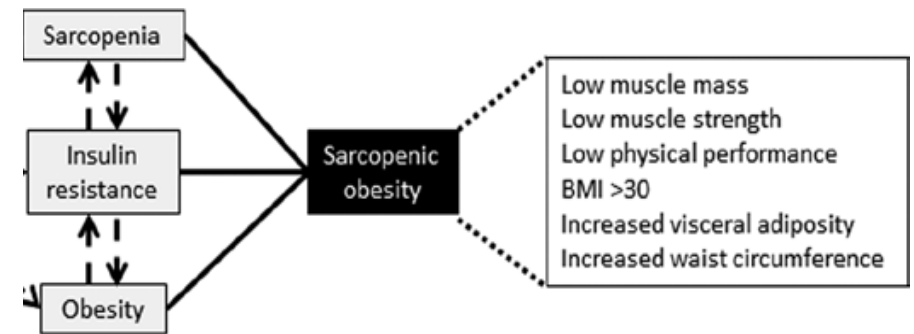 Sarcopenia
Insulin
resistance
Obesity
Sarcopenic
obesity
Low muscle mass
Low muscle strength
Low physical performance
BMI >30
Increased visceral adiposity
Increased waist circumference